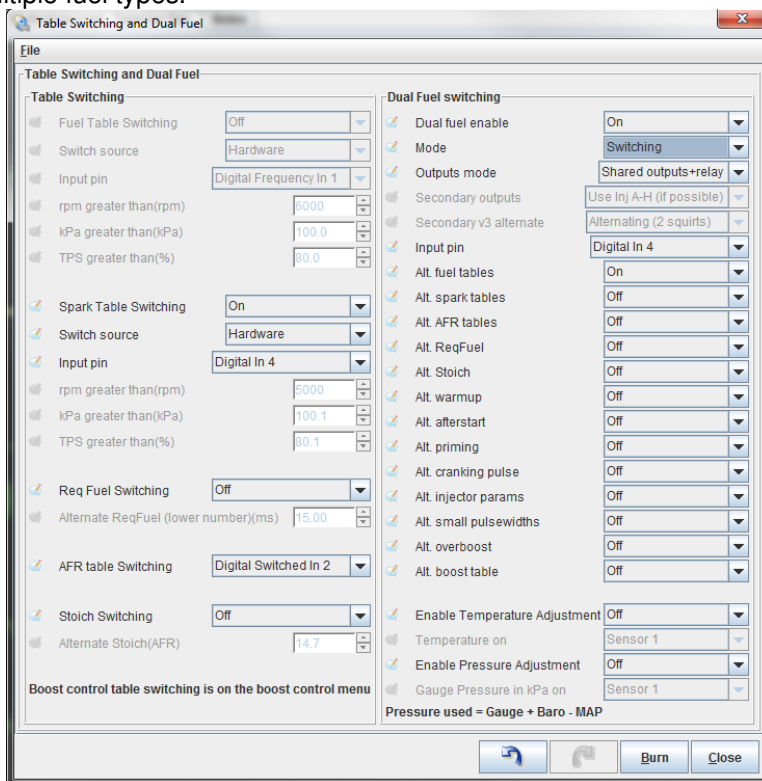 Table Switching and Dual Fuel
File
Table Switching and Dual Fuel
Table Switching
Fuel Table Switching Off
Switch source Hardware
Input pin Digital Frequency In 1
rpm greater than(rpm) 6000
kPa greater than(kPa) 100.0
TPS greater than(%) 80.0
Spark Table Switching On
Switch source Hardware
Input pin Digital In 4
rpm greater than(rpm) 5000
kPa greater than(kPa) 100.1
TPS greater than(%) 80.1
Req Fuel Switching Off
Alternate ReqFuel (lower number)(ms) 15.00
AFR table Switching Digital Switched In 2
Stoich Switching Off
Alternate Stoich(AFR) 14.7
Boost control table switching is on the boost control menu
Dual Fuel switching
Dual fuel enable On
Mode Switching
Outputs mode Shared outputs+relay
Secondary outputs Use Inj A-H (if possible)
Secondary v3 alternate Alternating (2 squirts)
Input pin Digital In 4
Alt. fuel tables On
Alt. spark tables Off
Alt. AFR tables Off
Alt. ReqFuel Off
Alt. Stoich Off
Alt. warmup Off
Alt. afterstart Off
Alt. priming Off
Alt. cranking pulse Off
Alt. injector params Off
Alt. small pulsewidths Off
Alt. overboost Off
Alt. boost table Off
Enable Temperature Adjustment Off
Temperature on Sensor 1
Enable Pressure Adjustment Off
Gauge Pressure in kPa on Sensor 1
Pressure used = Gauge + Baro - MAP
Burn Close